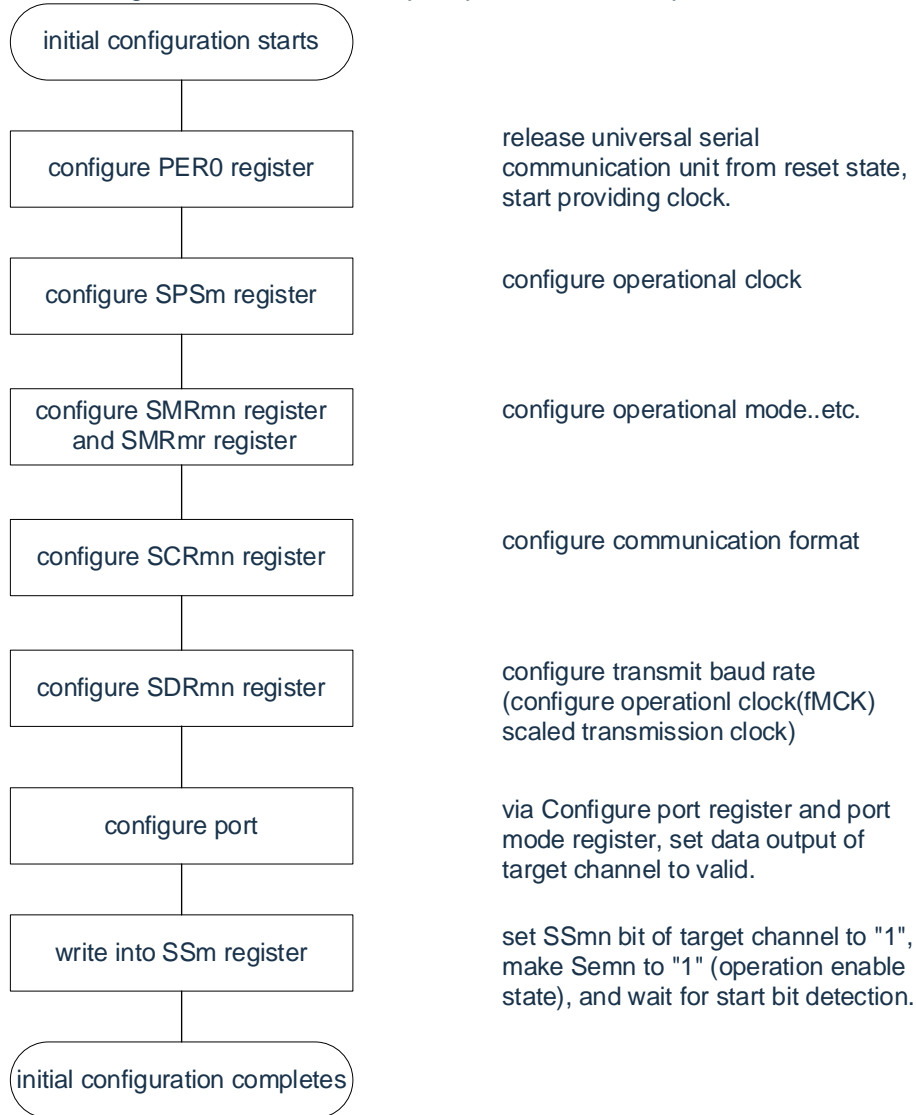 initial configuration starts
configure PER0 register
release universal serial
communication unit from reset state,
start providing clock.
configure SPSm register
configure operational clock
configure SMRmn register
and SMRmr register
configure operational mode..etc.
configure SCRmn register
configure communication format
configure SDRmn register
configure transmit baud rate
(configure operationl clock(fMCK)
scaled transmission clock)
configure port
via Configure port register and port
mode register, set data output of
target channel to valid.
write into SSm register
set SSmn bit of target channel to "1",
make Semn to "1" (operation enable
state), and wait for start bit detection.
initial configuration completes